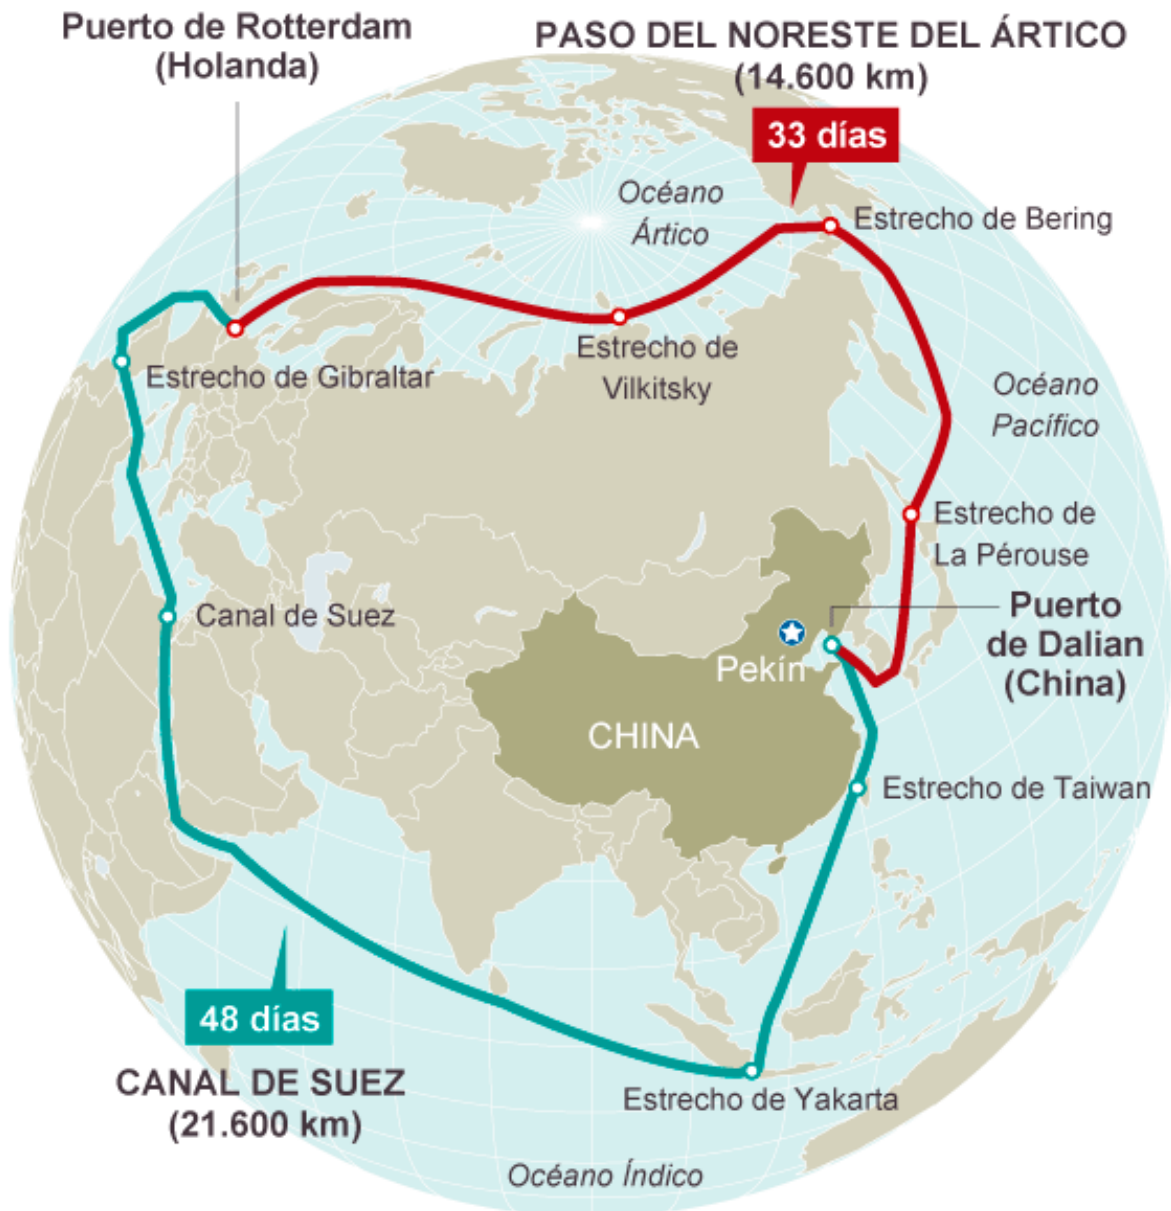 Puerto de Rotterdam
(Holanda)
PASO DEL NORESTE DEL ÁRTICO
(14.600 km)
33 días
Océano
Ártico
Estrecho de Bering
Estrecho de
Vilkitsky
Estrecho de Gibraltar
Océano
Pacífico
Estrecho de
La Pérouse
Canal de Suez
Puerto
de Dalian
(China)
Pekín
CHINA
Estrecho de Taiwan
48 días
CANAL DE SUEZ
(21.600 km)
Estrecho de Yakarta
Océano Índico